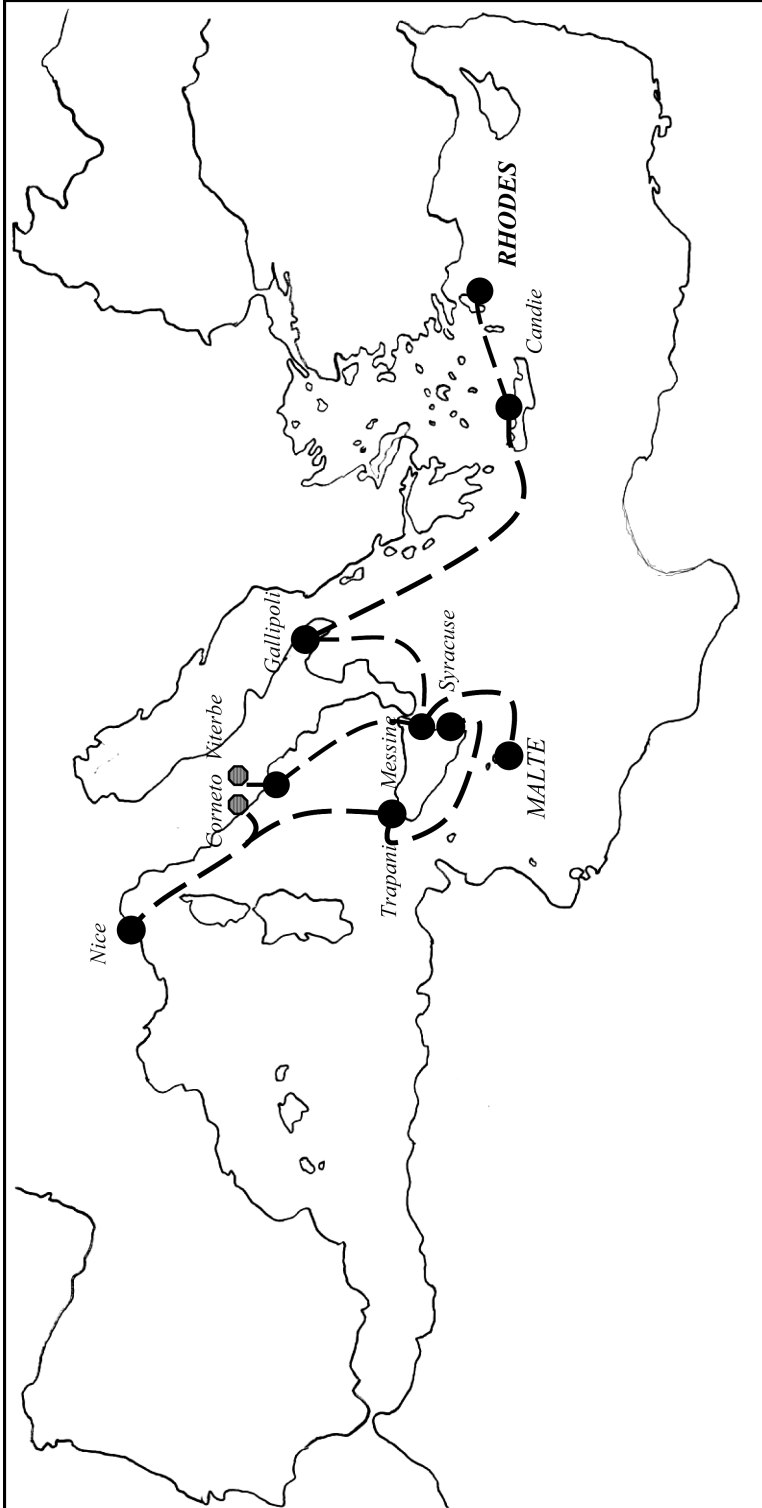 Nice
Corneto
Viterbe
Gallipoli
Trapani
Messine
Syracuse
MALTE
Candie
RHODES